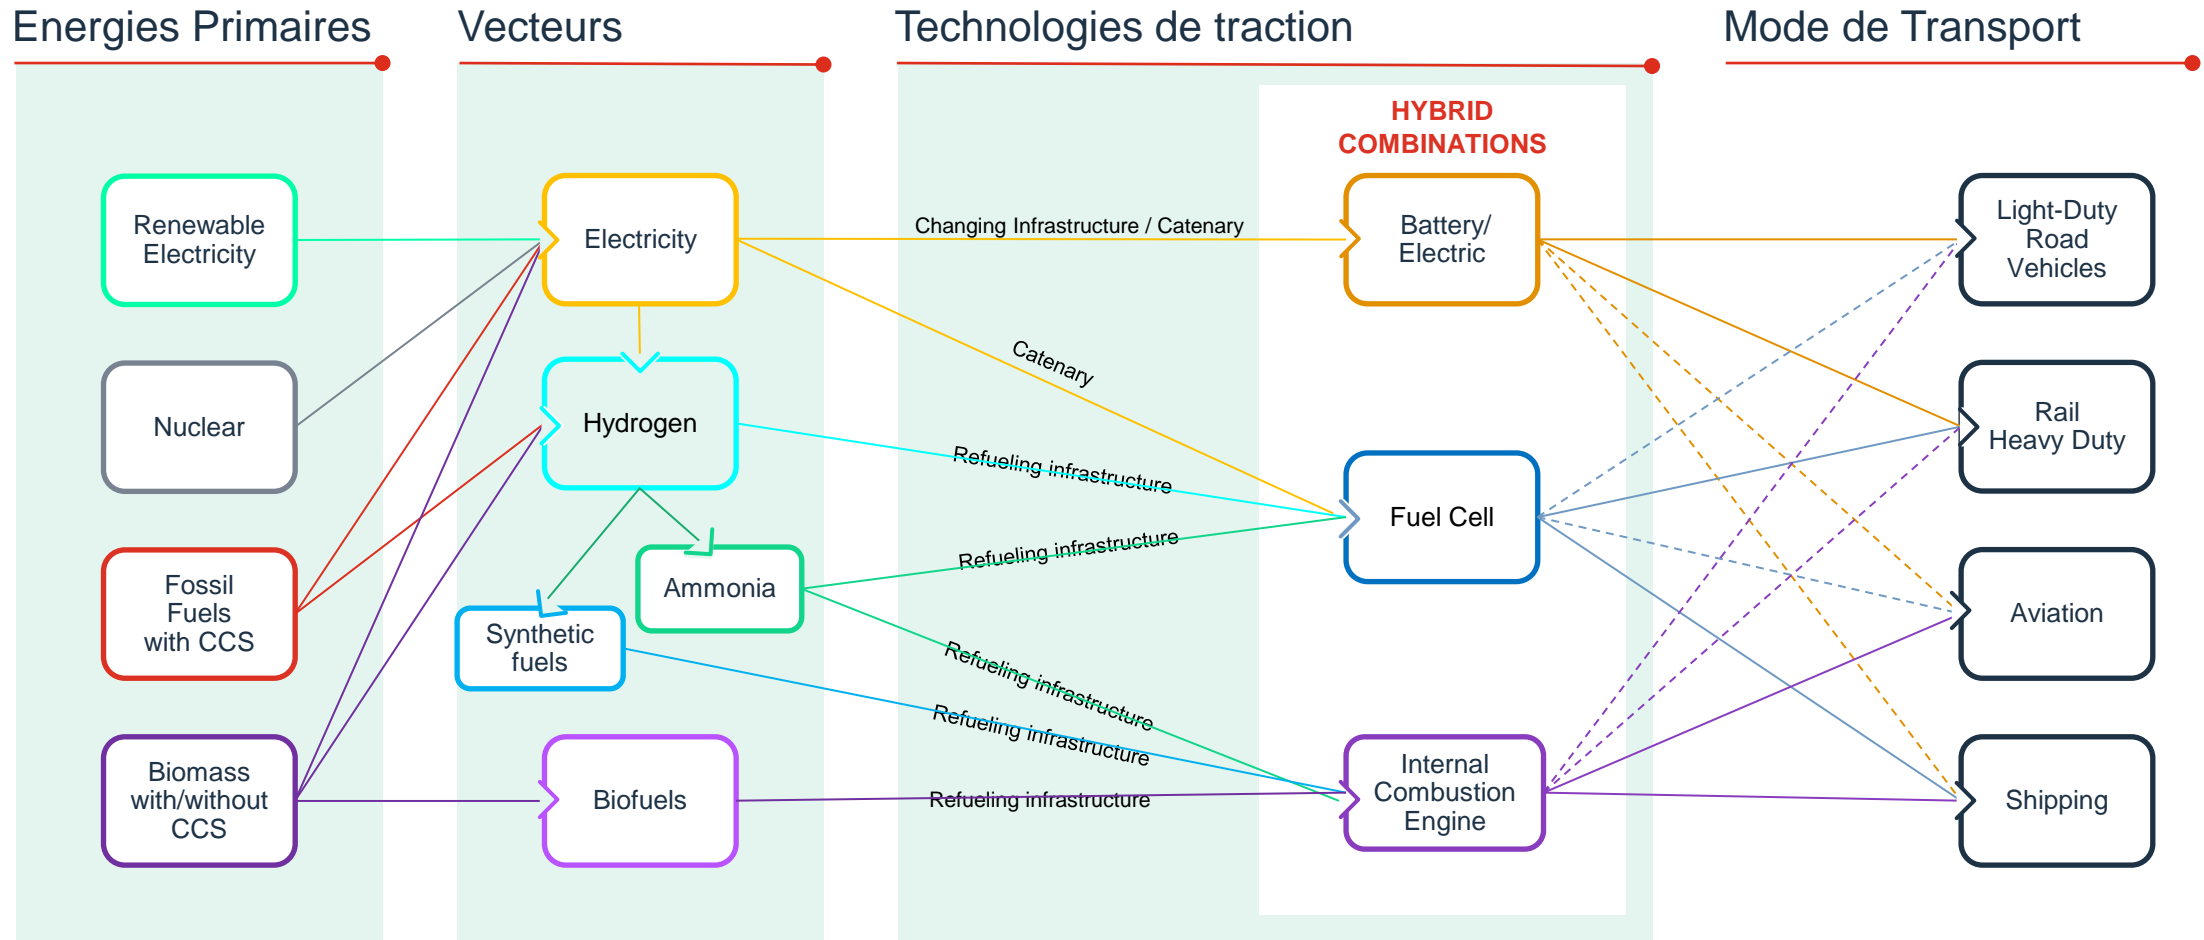 Energies Primaires
Vecteurs
Technologies de traction
Mode de Transport
HYBRID
COMBINATIONS
Renewable
Electricity
Nuclear
Fossil
Fuels
with CCS
Biomass
with/without
CCS
Electricity
Hydrogen
Ammonia
Synthetic
fuels
Biofuels
Changing Infrastructure / Catenary
Catenary
Refueling infrastructure
Refueling infrastructure
Refueling infrastructure
Refueling infrastructure
Refueling infrastructure
Battery/
Electric
Fuel Cell
Internal
Combustion
Engine
Light-Duty
Road
Vehicles
Rail
Heavy Duty
Aviation
Shipping